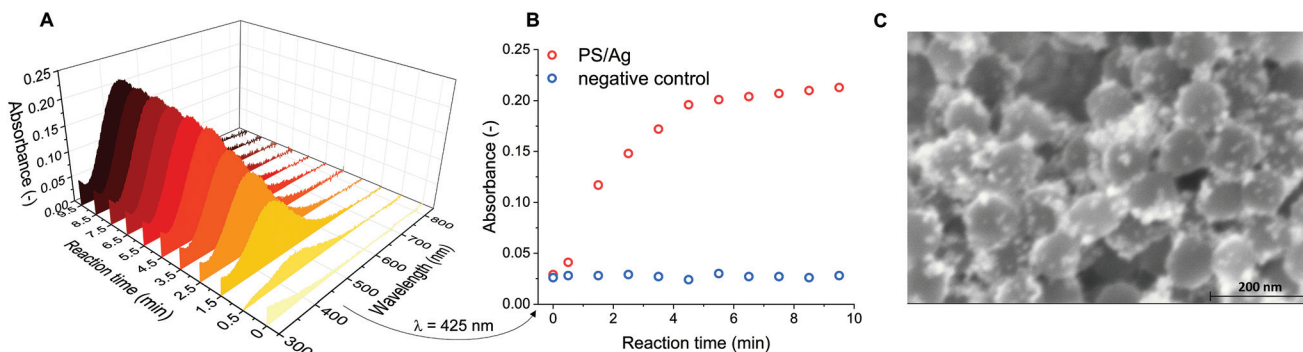 A
Absorbance (-)
0.25
0.20
0.15
0.10
0.05
0.00
9.5
8.5
7.5
6.5
5.5
4.5
3.5
2.5
1.5
0.5
0
Reaction time (min)
300
400
500
600
700
800
Wavelength (nm)
λ = 425 nm
B
PS/Ag
negative control
Absorbance (-)
0.25
0.20
0.15
0.10
0.05
0.00
0 2 4 6 8 10
Reaction time (min)
C
200 nm